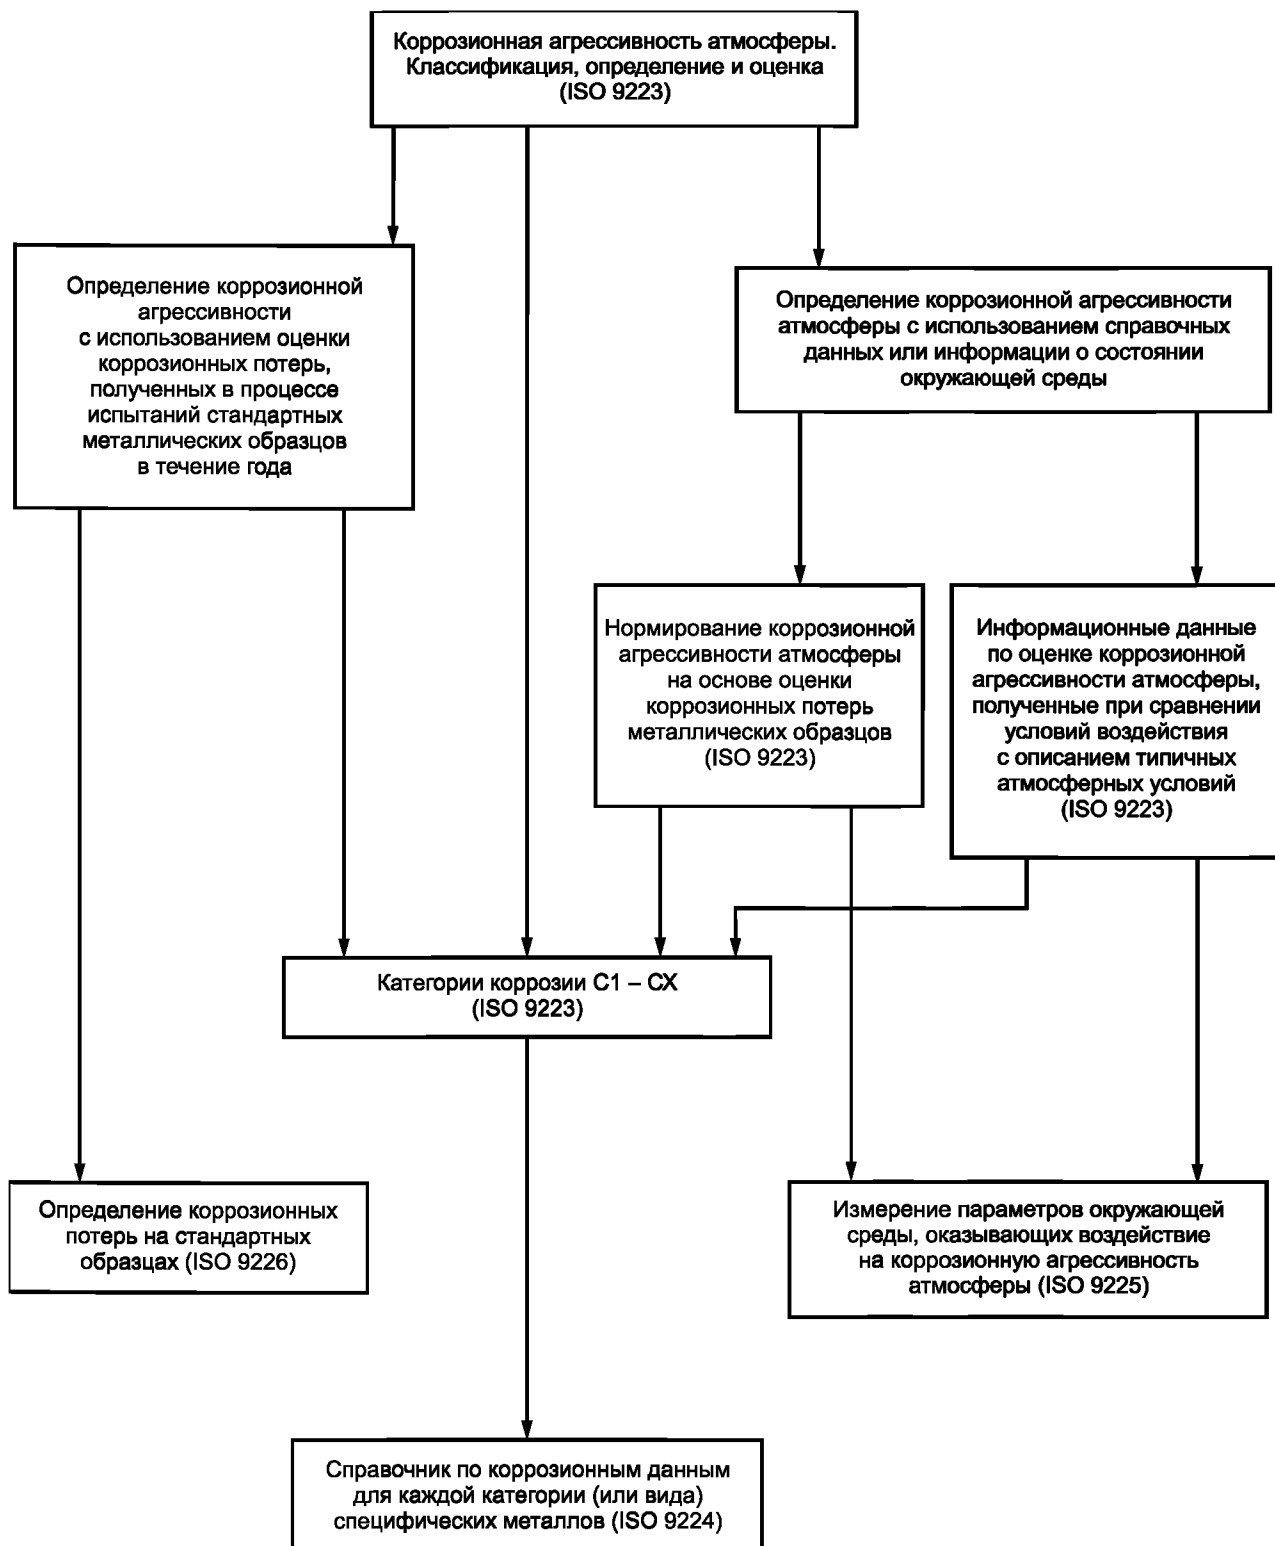 Коррозионная агрессивность атмосферы.
Классификация, определение и оценка
(ISO 9223)
Определение коррозионной
агрессивности
с использованием оценки
коррозионных потерь,
полученных в процессе
испытаний стандартных
металлических образцов
в течение года
Определение коррозионной агрессивности
атмосферы с использованием справочных
данных или информации о состоянии
окружающей среды
Нормирование коррозионной
агрессивности атмосферы
на основе оценки
коррозионных потерь
металлических образцов
(ISO 9223)
Информационные данные
по оценке коррозионной
агрессивности атмосферы,
полученные при сравнении
условий воздействия
с описанием типичных
атмосферных условий
(ISO 9223)
Категории коррозии С1 – СХ
(ISO 9223)
Определение коррозионных
потерь на стандартных
образцах (ISO 9226)
Измерение параметров окружающей
среды, оказывающих воздействие
на коррозионную агрессивность
атмосферы (ISO 9225)
Справочник по коррозионным данным
для каждой категории (или вида)
специфических металлов (ISO 9224)